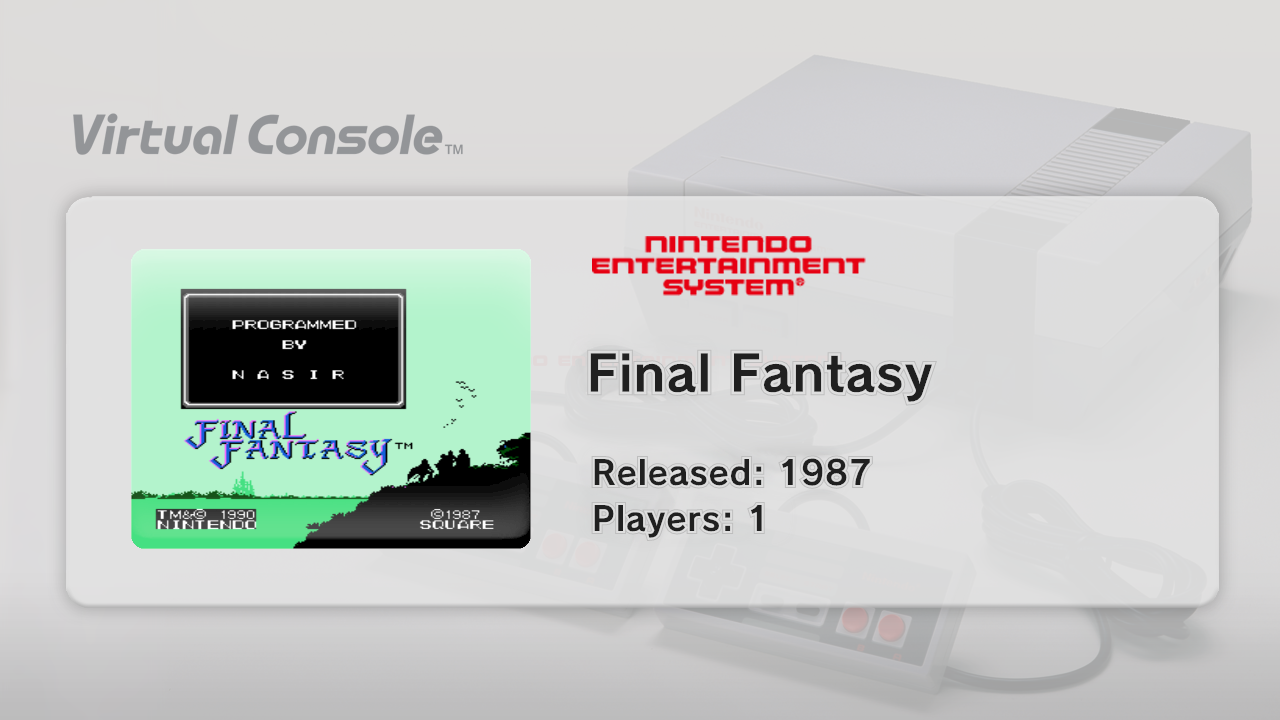 Virtual Console™
NINTENDO
ENTERTAINMENT
SYSTEM®
PROGRAMMED
BY
N A S I R
FINAL
FANTASY™
TM&© 1990
NINTENDO
©1987
SQUARE
Final Fantasy
Released: 1987
Players: 1